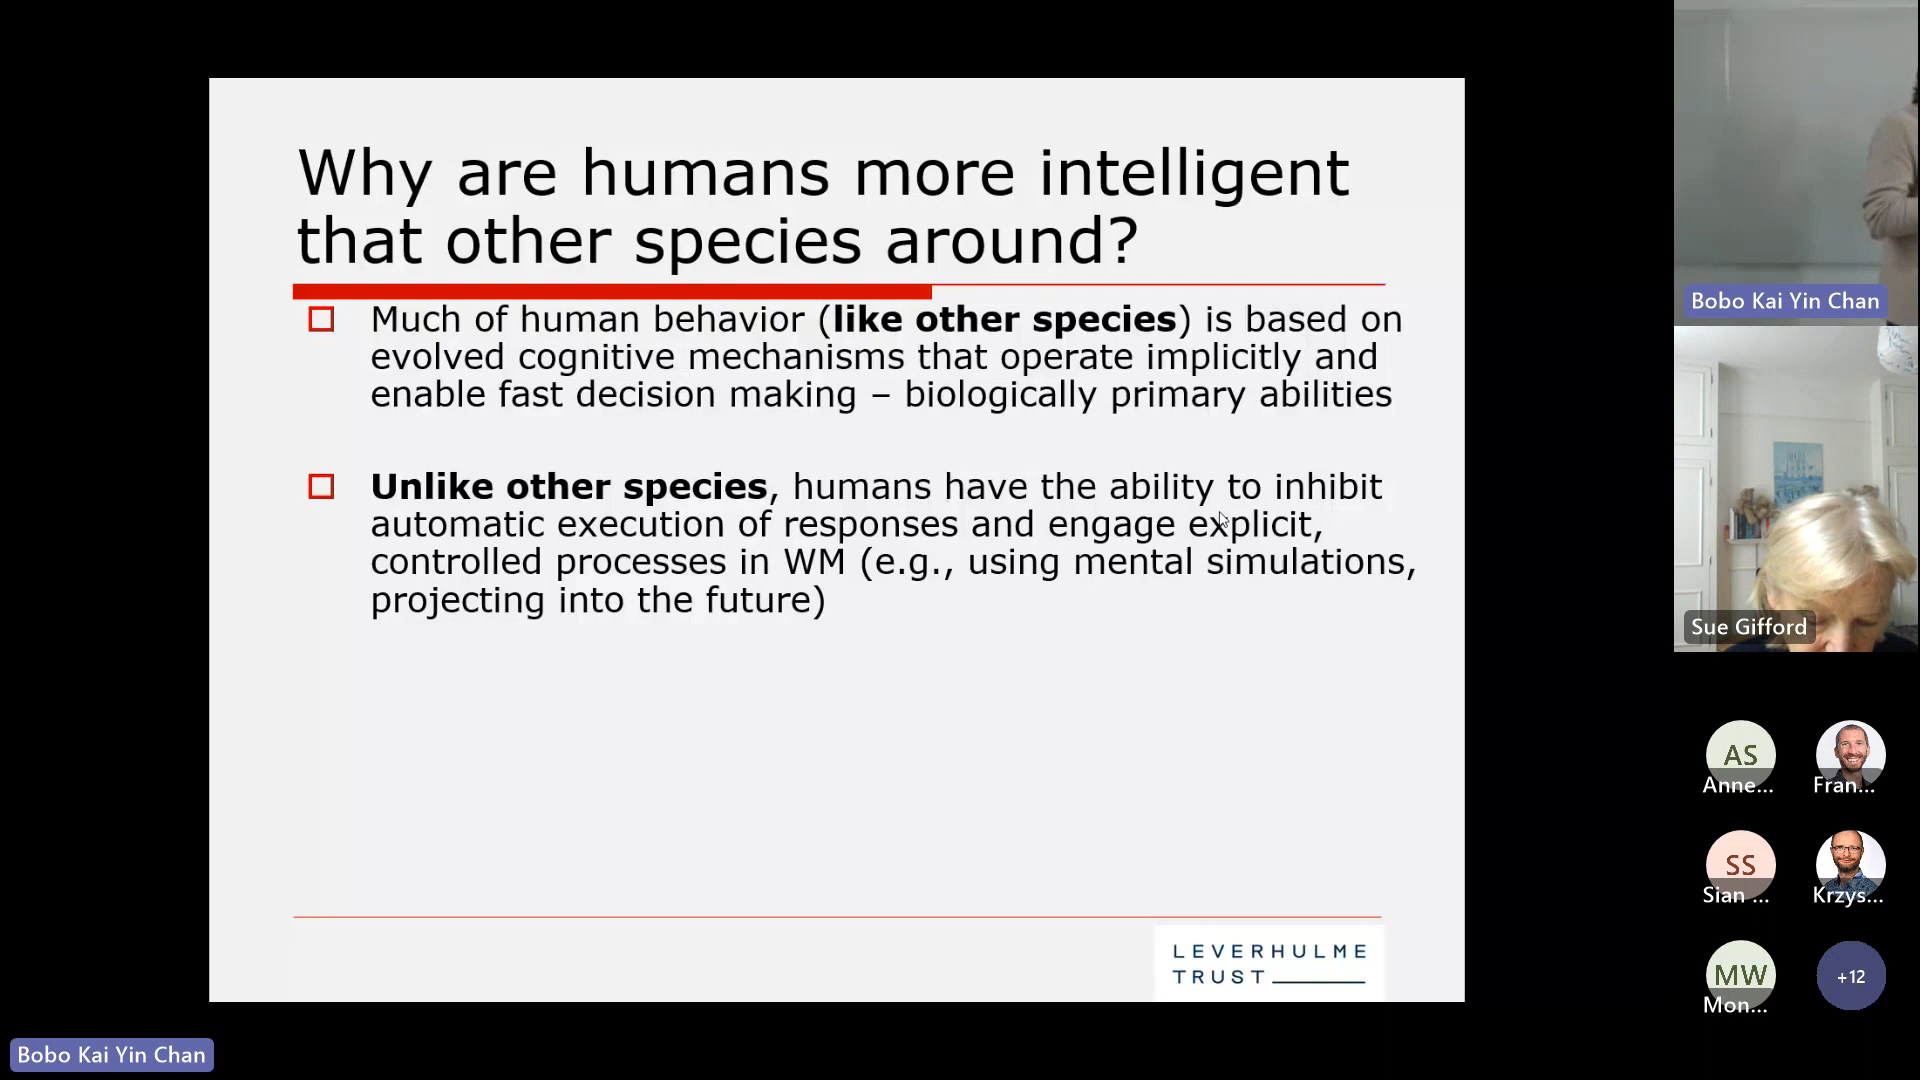 Why are humans more intelligent
that other species around?
Much of human behavior (like other species) is based on
evolved cognitive mechanisms that operate implicitly and
enable fast decision making – biologically primary abilities
Unlike other species, humans have the ability to inhibit
automatic execution of responses and engage explicit,
controlled processes in WM (e.g., using mental simulations,
projecting into the future)
LEVERHULME
TRUST
Bobo Kai Yin Chan
Bobo Kai Yin Chan
Sue Gifford
AS
Anne...
Fran...
SS
Sian ...
Krzys...
MW
Mon...
+12